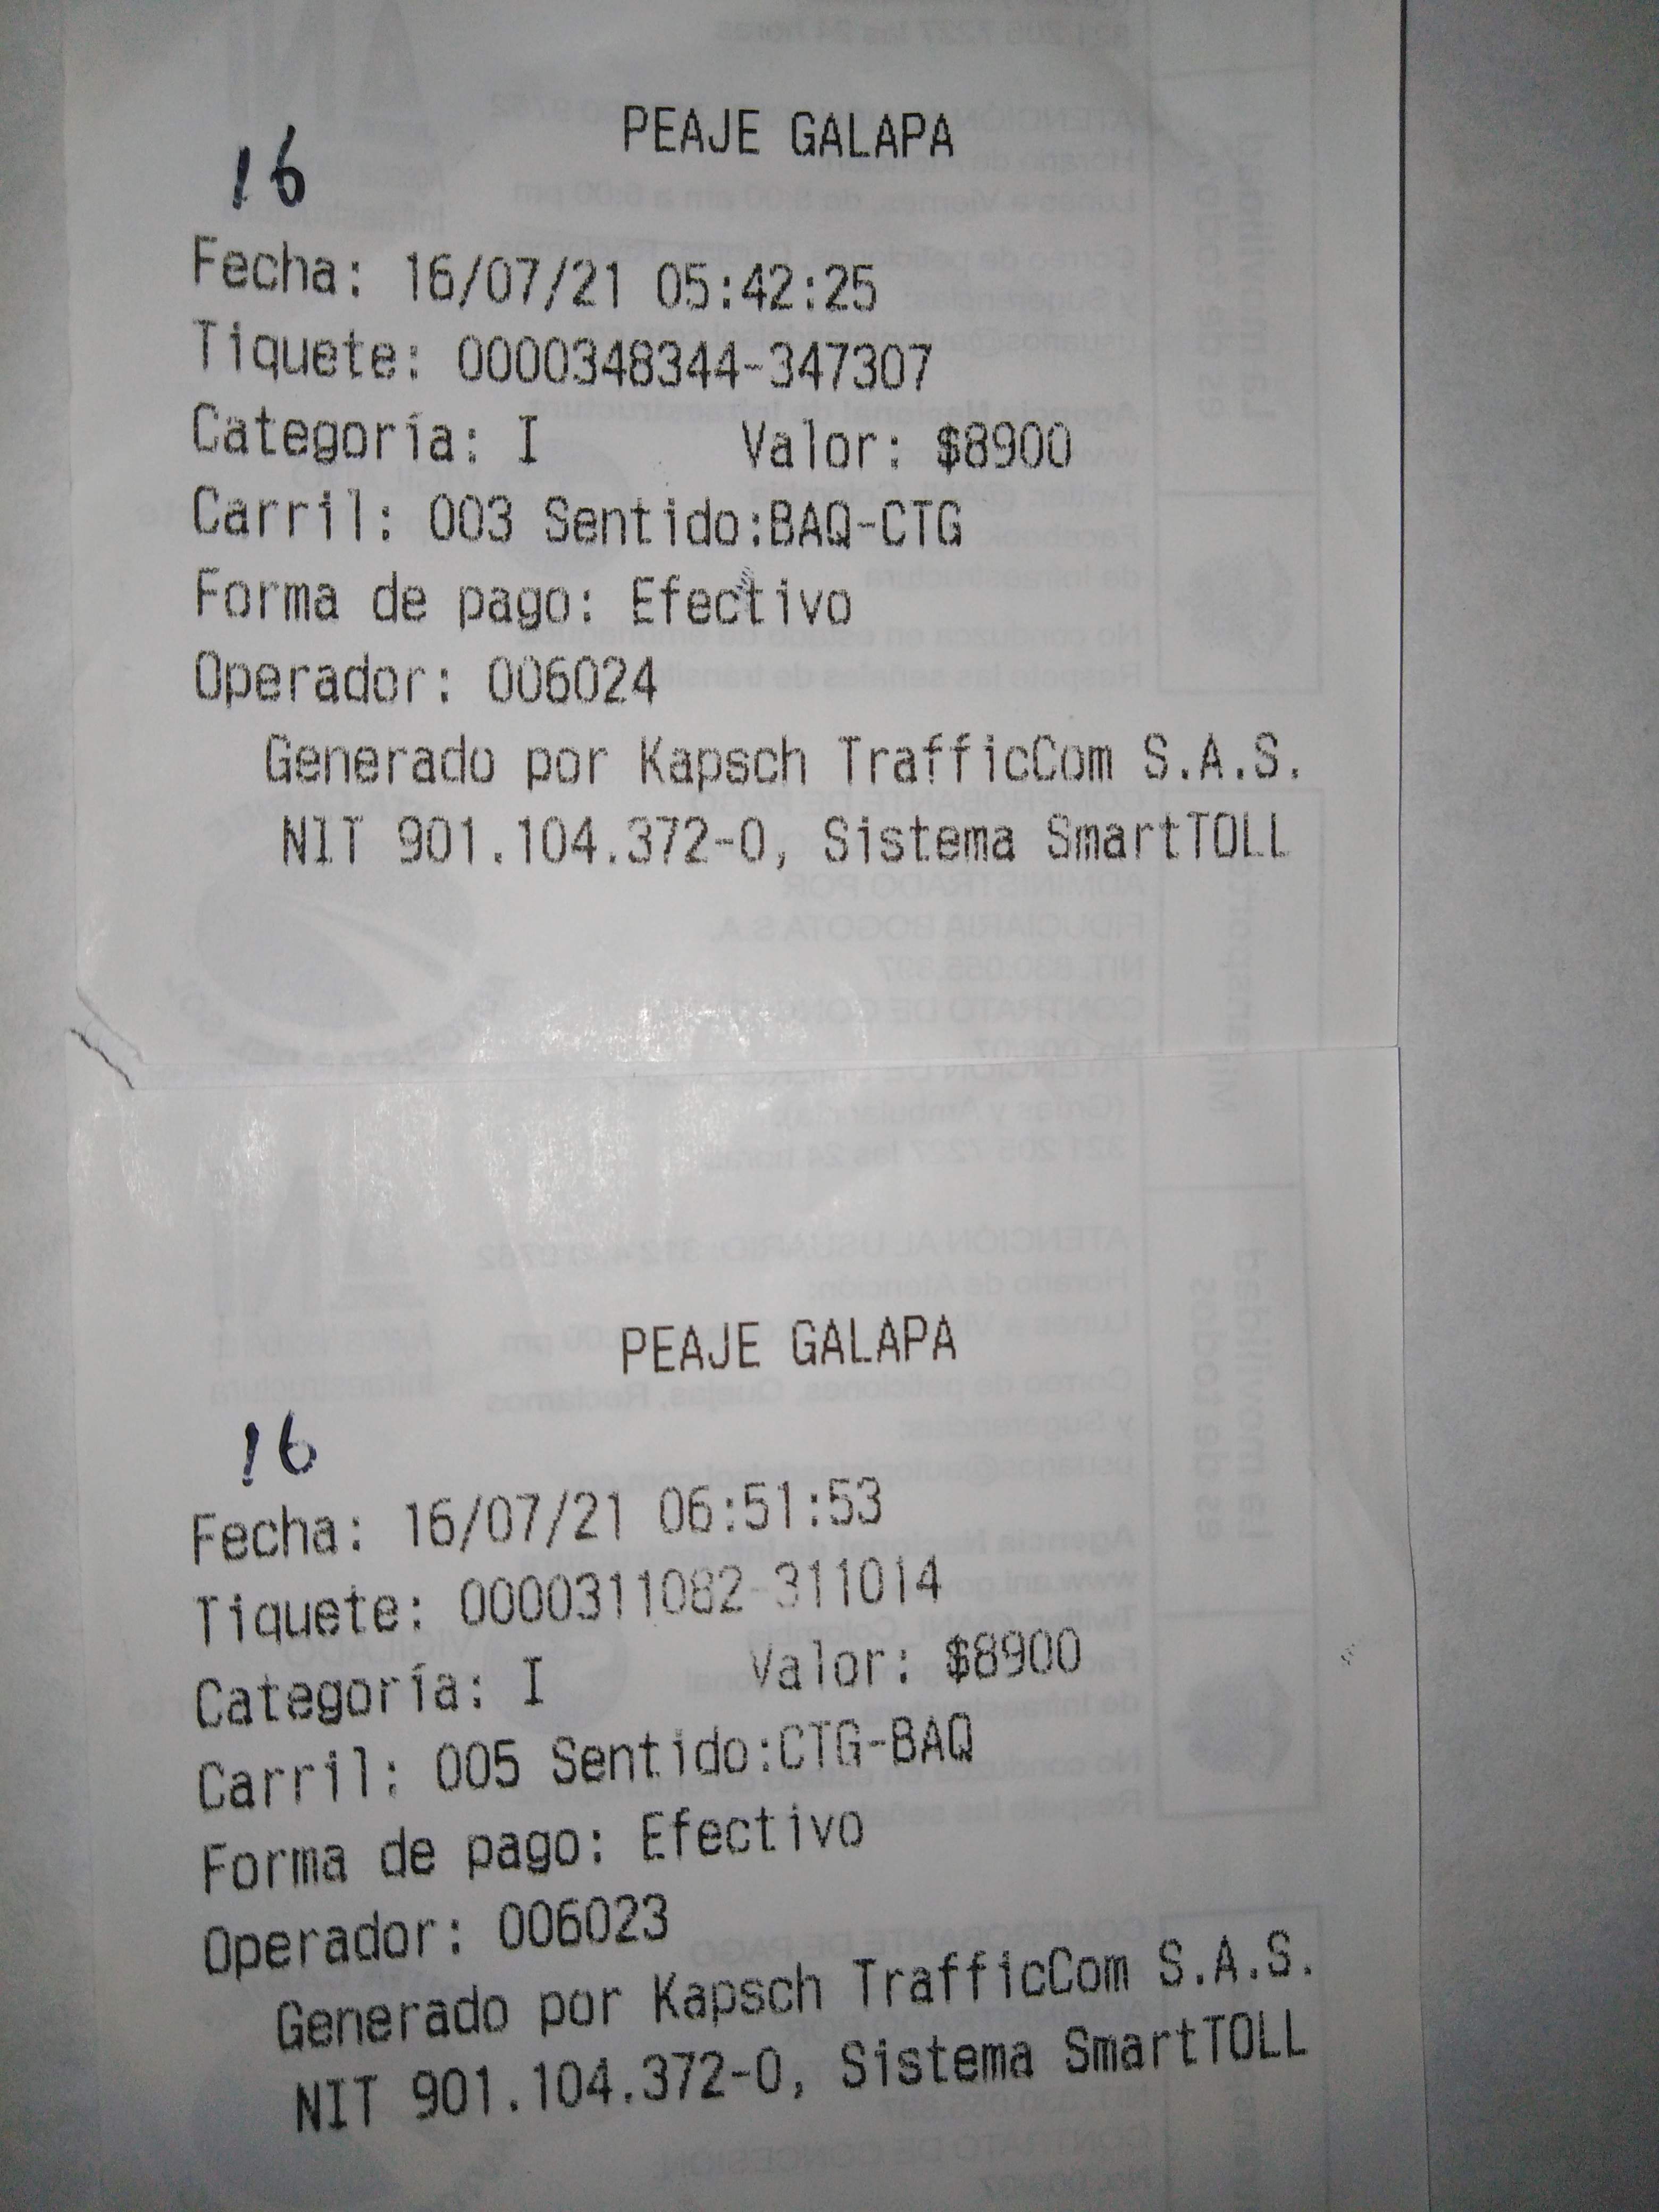 PEAJE GALAPA
16
Fecha: 16/07/21 05:42:25
Tiquete: 0000348344-347307
Categoría: I Valor: $8900
Carril: 003 Sentido:BAQ-CTG
Forma de pago: Efectivo
Operador: 006024
Generado por Kapsch TrafficCom S.A.S.
NIT 901.104.372-0, Sistema SmartTOLL
PEAJE GALAPA
16
Fecha: 16/07/21 06:51:53
Tiquete: 0000311082-311014
Categoría: I Valor: $8900
Carril: 005 Sentido:CTG-BAQ
Forma de pago: Efectivo
Operador: 006023
Generado por Kapsch TrafficCom S.A.S.
NIT 901.104.372-0, Sistema SmartTOLL